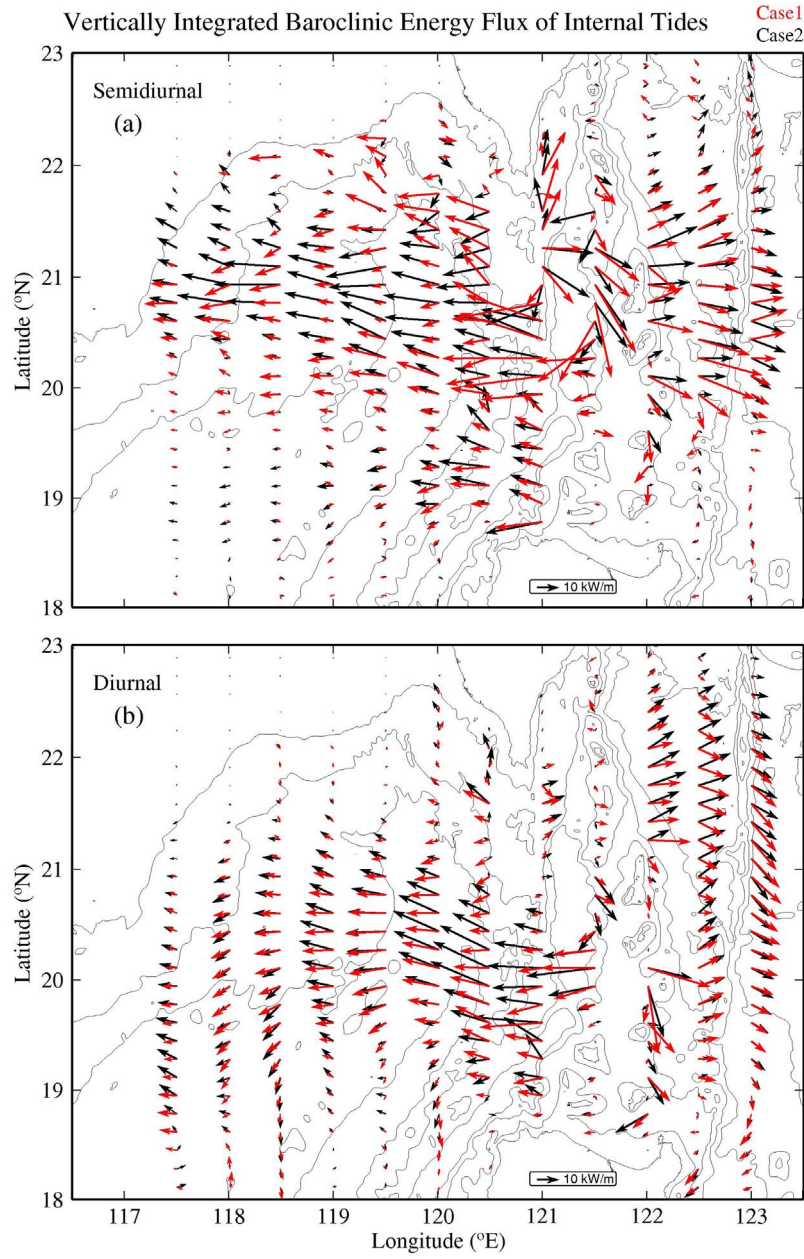 Vertically Integrated Baroclinic Energy Flux of Internal Tides
Case1
Case2
23
Semidiurnal
(a)
22
21
20
19
18
Latitude (°N)
10 kW/m
23
Diurnal
(b)
22
21
20
19
18
Latitude (°N)
10 kW/m
117 118 119 120 121 122 123
Longitude (°E)